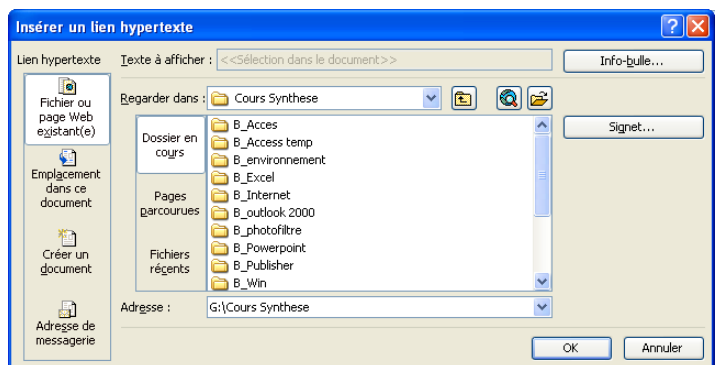 Insérer un lien hypertexte
Lien hypertexte
Texte à afficher : <<Sélection dans le document>>
Info-bulle...
Fichier ou
page Web
existant(e)
Emplacement
dans ce
document
Créer un
document
Adresse de
messagerie
Regarder dans : Cours Synthese
Dossier en
cours
Pages
parcourues
Fichiers
récents
B_Acces
B_Access temp
B_environnement
B_Excel
B_Internet
B_outlook 2000
B_photofiltre
B_Powerpoint
B_Publisher
B_Win
Signet...
Adresse : G:\Cours Synthese
OK
Annuler